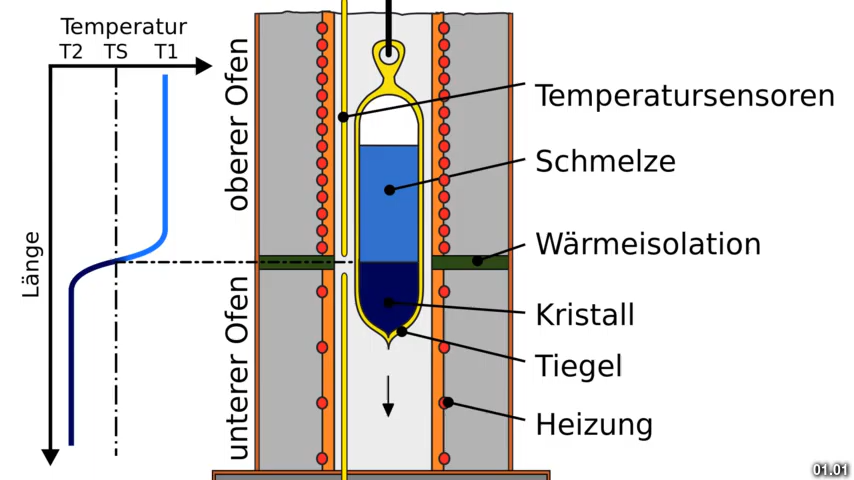 Temperatur
T2 TS T1
Länge
oberer Ofen
unterer Ofen
Temperatursensoren
Schmelze
Wärmeisolation
Kristall
Tiegel
Heizung
01.01